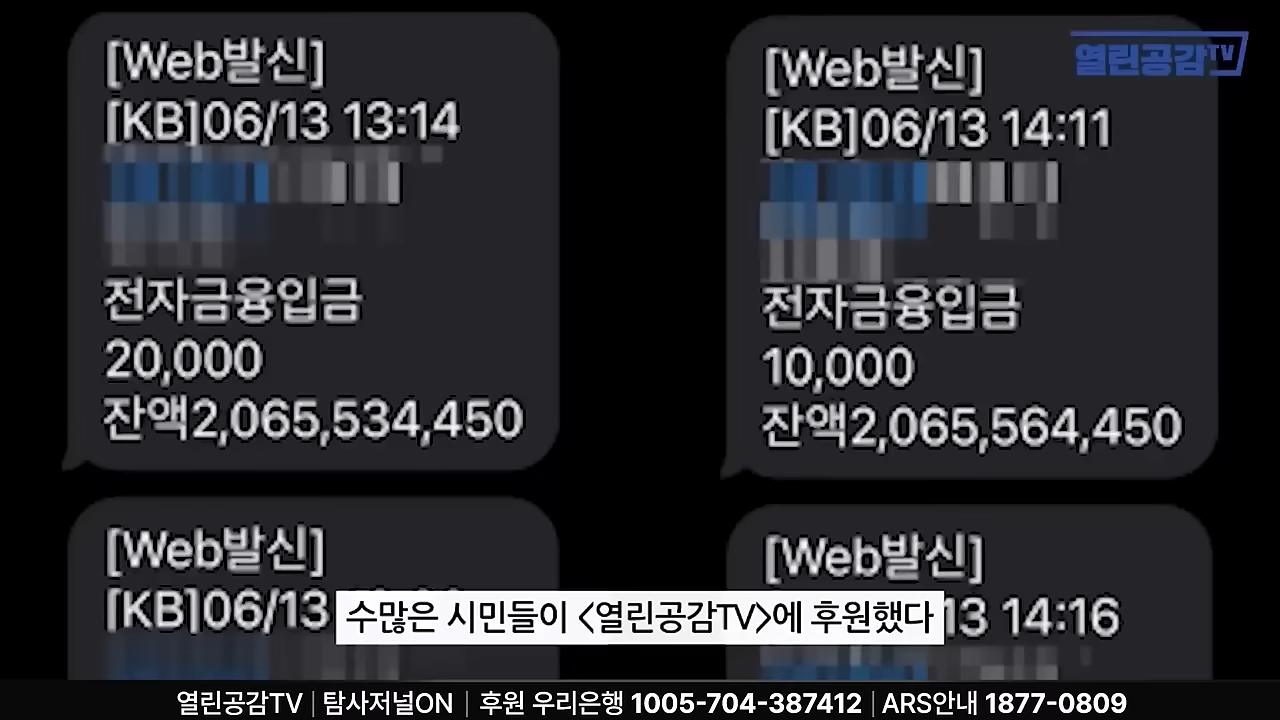 [Web발신]
[KB]06/13 13:14
전자금융입금
20,000
잔액2,065,534,450
[Web발신]
[KB]06/13 14:11
전자금융입금
10,000
잔액2,065,564,450
열린공감TV
[Web발신]
[KB]06/13
[Web발신]
13 14:16
수많은 시민들이 <열린공감TV>에 후원했다
열린공감TV | 탐사저널ON | 후원 우리은행 1005-704-387412 | ARS안내 1877-0809